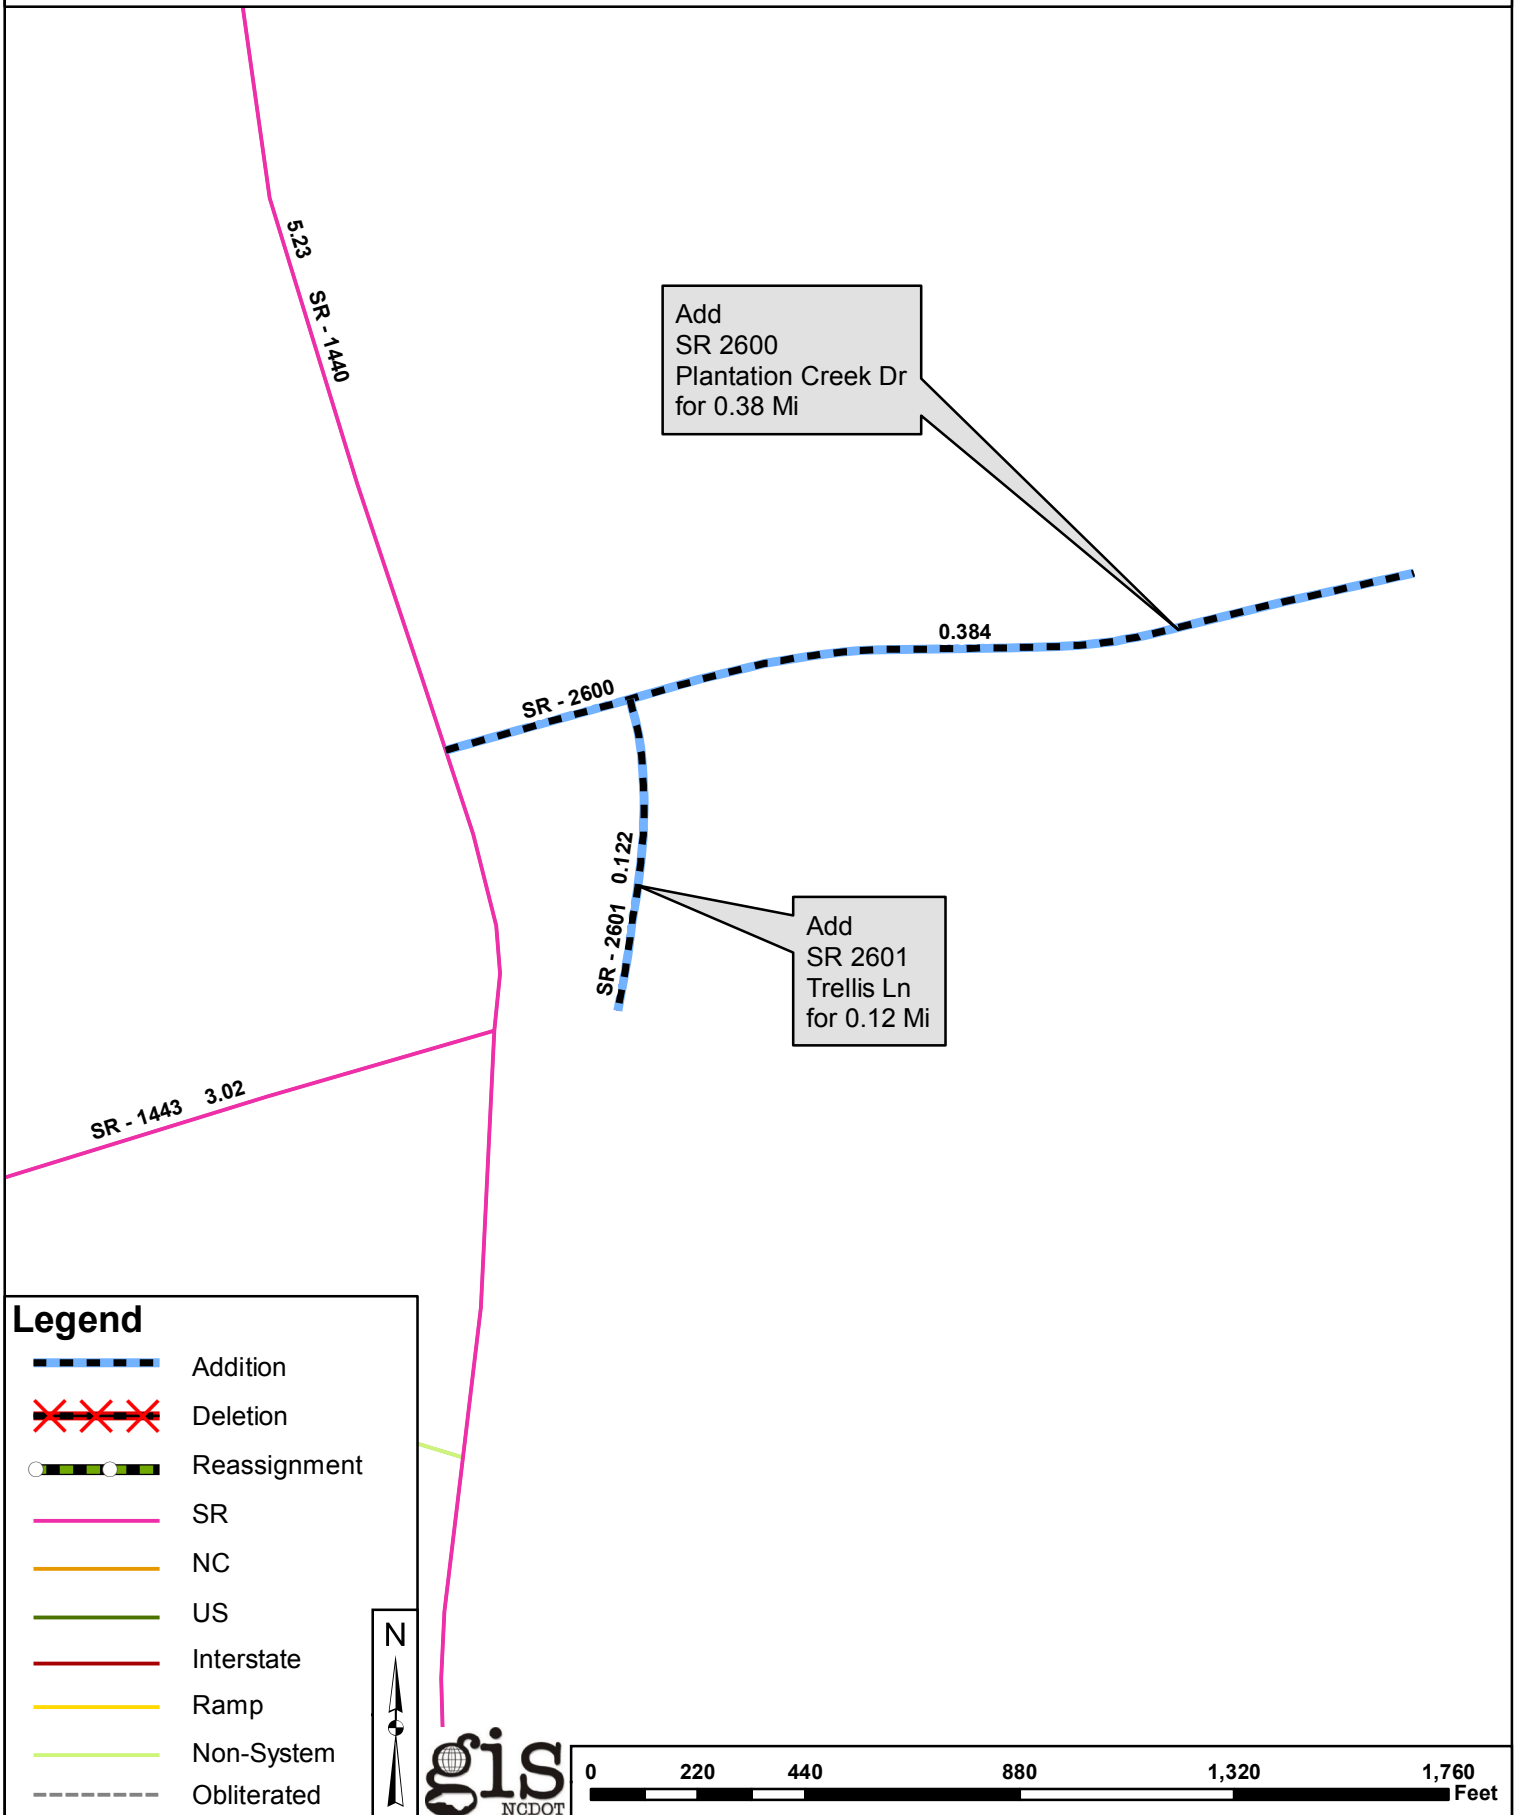 5.23 SR - 1440
Add
SR 2600
Plantation Creek Dr
for 0.38 Mi
0.384
SR - 2600
SR - 2601 0.122
Add
SR 2601
Trellis Ln
for 0.12 Mi
SR - 1443 3.02
Legend
Addition
Deletion
Reassignment
SR
NC
US
Interstate
Ramp
Non-System
Obliterated
N
gis
NCDOT
0 220 440 880 1,320 1,760
Feet